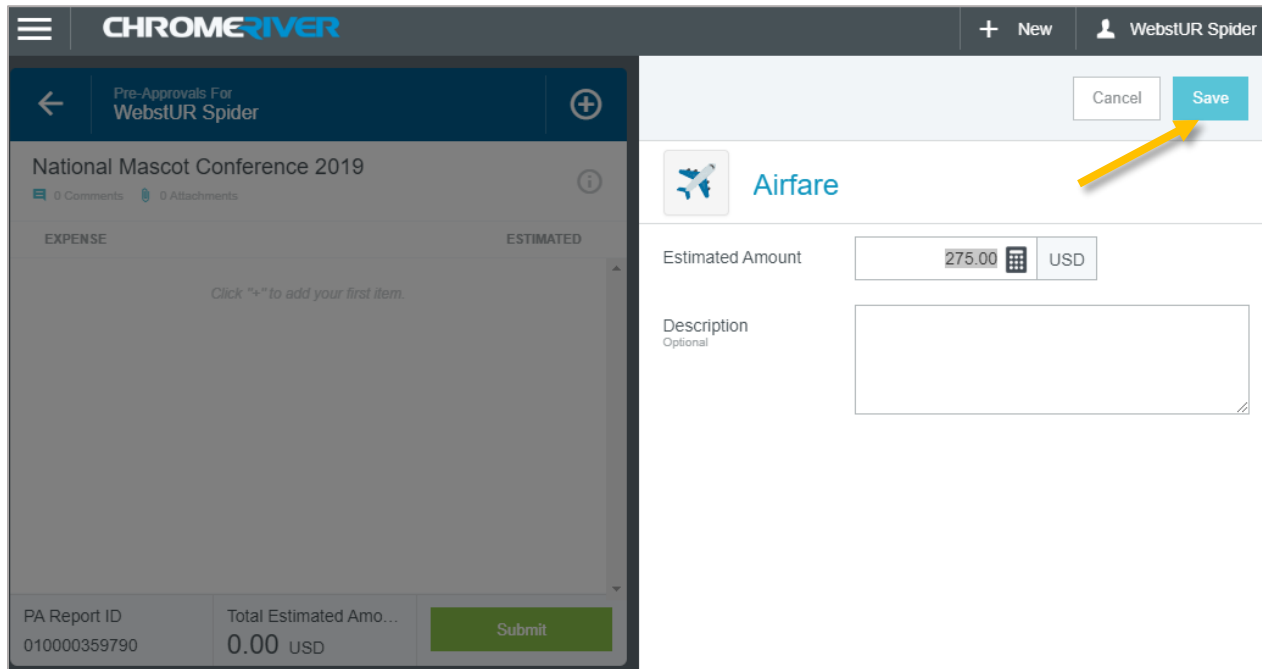 CHROMERIVER
+ New
WebstUR Spider
Pre-Approvals For
WebstUR Spider
National Mascot Conference 2019
0 Comments 0 Attachments
EXPENSE ESTIMATED
Click "+" to add your first item.
PA Report ID
010000359790
Total Estimated Amo...
0.00 USD
Submit
Cancel
Save
Airfare
Estimated Amount
275.00 USD
Description
Optional